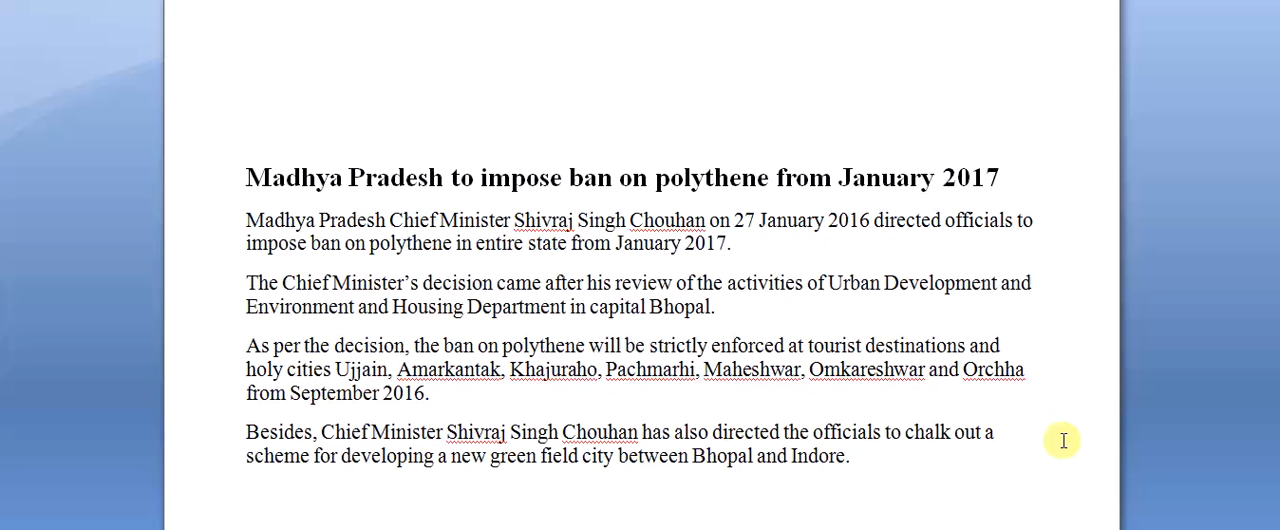 Madhya Pradesh to impose ban on polythene from January 2017
Madhya Pradesh Chief Minister Shivraj Singh Chouhan on 27 January 2016 directed officials to
impose ban on polythene in entire state from January 2017.
The Chief Minister’s decision came after his review of the activities of Urban Development and
Environment and Housing Department in capital Bhopal.
As per the decision, the ban on polythene will be strictly enforced at tourist destinations and
holy cities Ujjain, Amarkantak, Khajuraho, Pachmarhi, Maheshwar, Omkareshwar and Orchha
from September 2016.
Besides, Chief Minister Shivraj Singh Chouhan has also directed the officials to chalk out a
scheme for developing a new green field city between Bhopal and Indore.